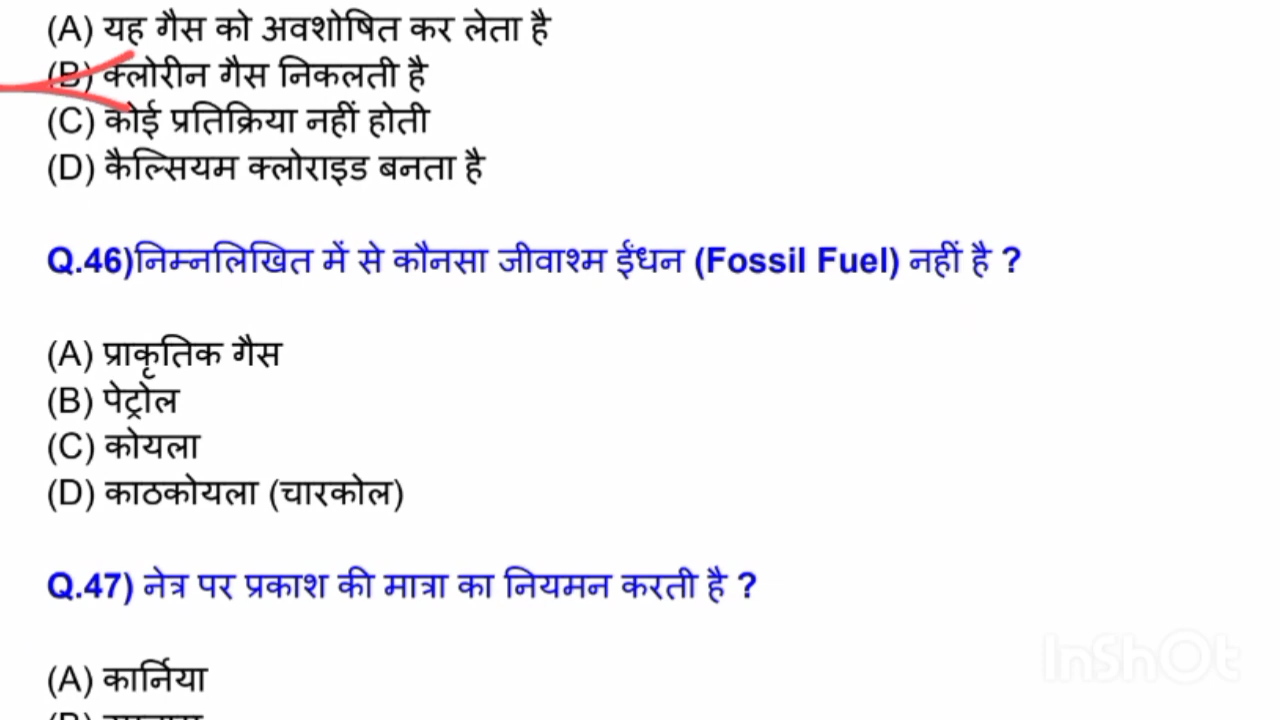 (A) यह गैस को अवशोषित कर लेता है
(B) क्लोरीन गैस निकलती है
(C) कोई प्रतिक्रिया नहीं होती
(D) कैल्सियम क्लोराइड बनता है
Q.46)निम्नलिखित में से कौनसा जीवाश्म ईंधन (Fossil Fuel) नहीं है ?
(A) प्राकृतिक गैस
(B) पेट्रोल
(C) कोयला
(D) काठकोयला (चारकोल)
Q.47) नेत्र पर प्रकाश की मात्रा का नियमन करती है ?
(A) कार्निया
InShOt